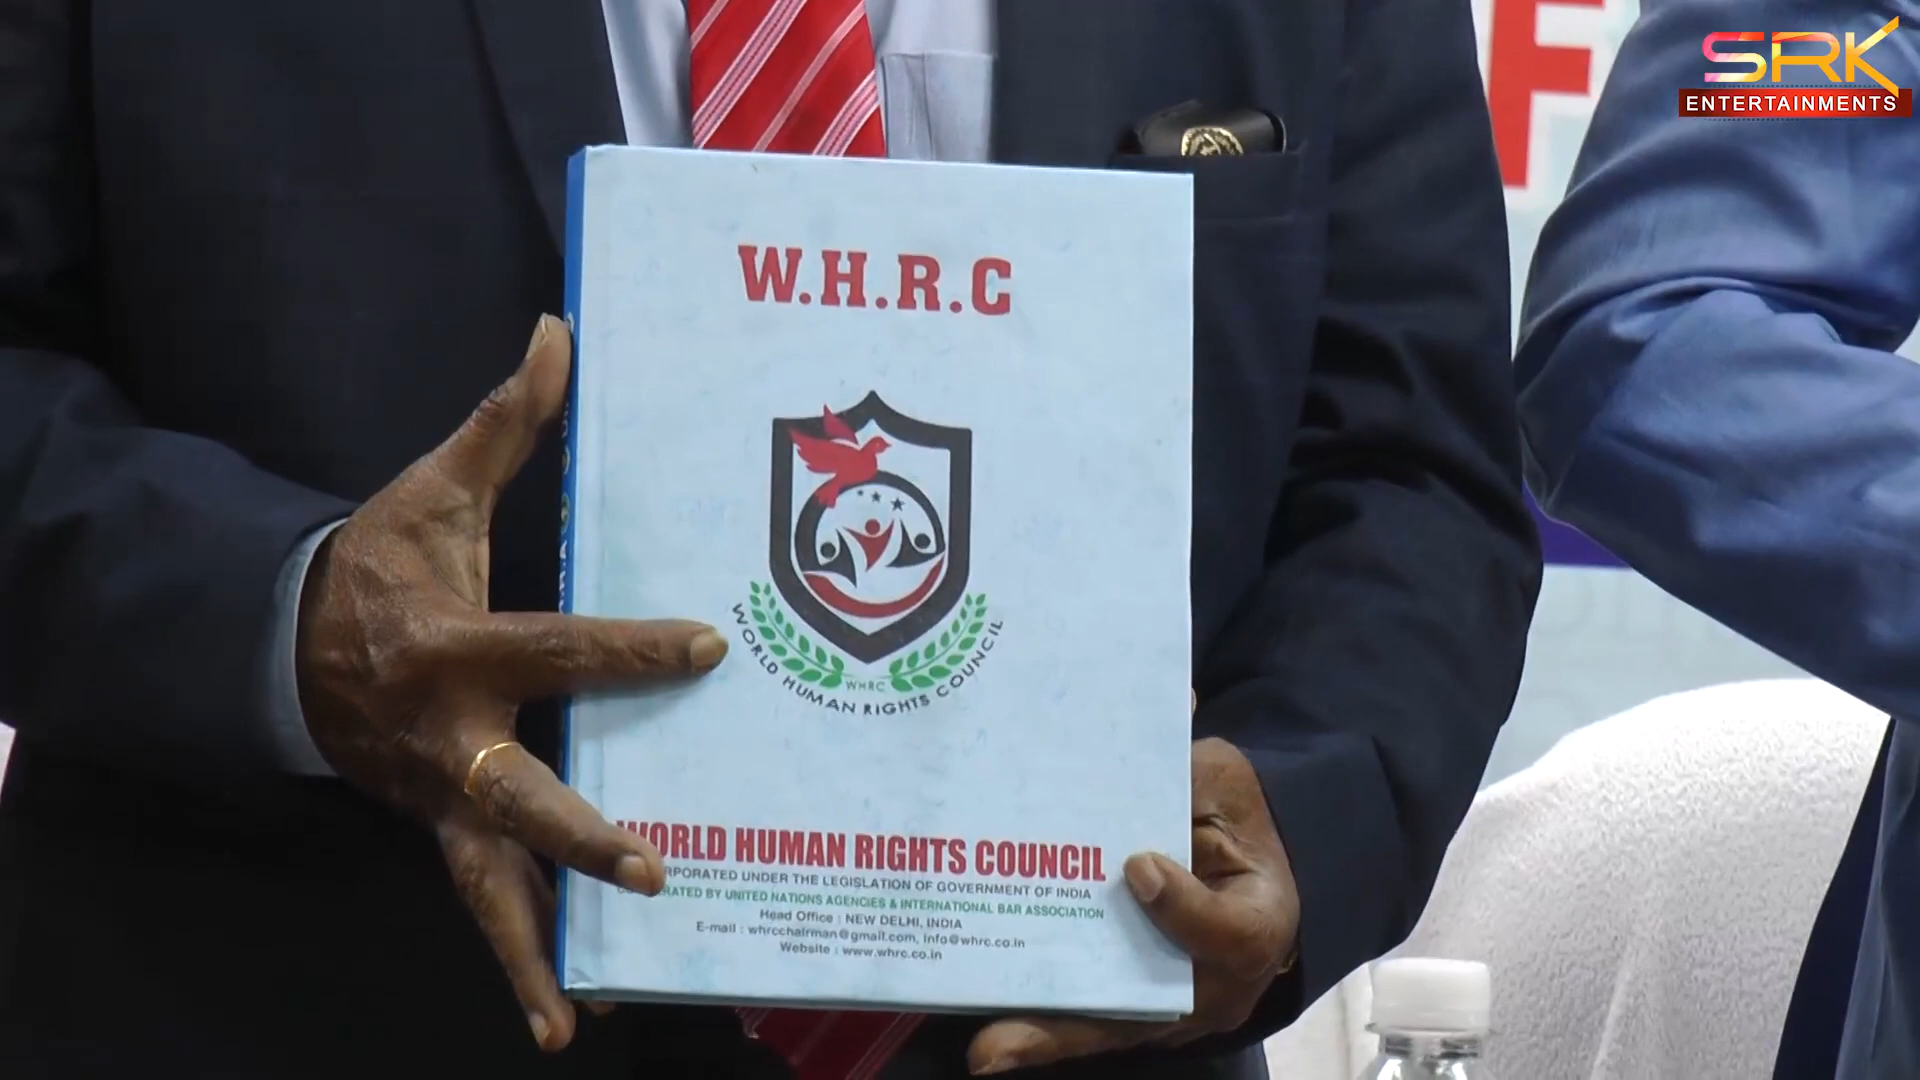 SRK
ENTERTAINMENTS
F
W.H.R.C
WHRC
WORLD HUMAN RIGHTS COUNCIL
WORLD HUMAN RIGHTS COUNCIL
UNDER THE LEGISLATION OF GOVERNMENT OF INDIA
BY UNITED NATIONS AGENCIES & INTERNATIONAL BAR ASSOCIATION
Head Office : NEW DELHI, INDIA
E-mail : whrcchairman@gmail.com, info@whrc.co.in
Website : www.whrc.co.in